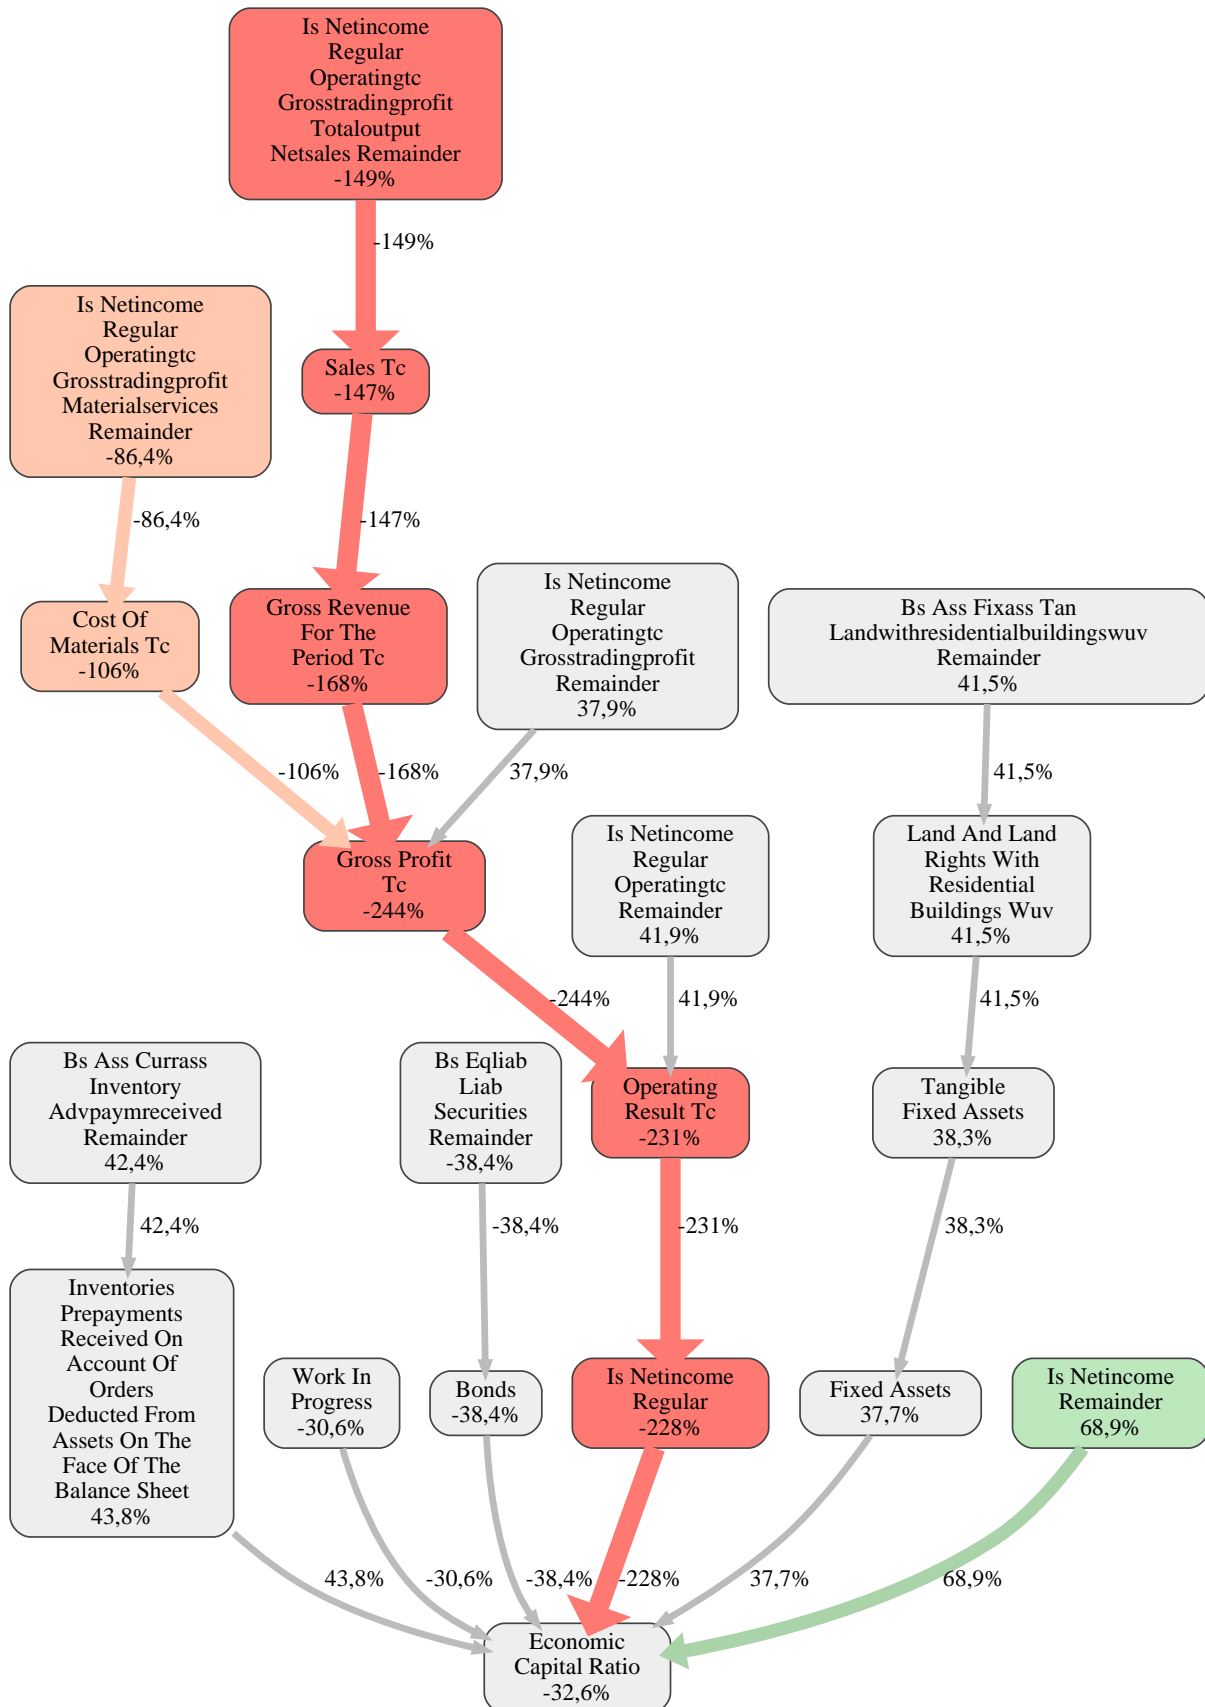 Is Netincome
Regular
Operatingtc
Grosstradingprofit
Totaloutput
Netsales Remainder
-149%
-149%
Is Netincome
Regular
Operatingtc
Grosstradingprofit
Materialservices
Remainder
-86,4%
Sales Tc
-147%
-86,4%
-147%
Cost Of
Materials Tc
-106%
Gross Revenue
For The
Period Tc
-168%
Is Netincome
Regular
Operatingtc
Grosstradingprofit
Remainder
37,9%
Bs Ass Fixass Tan
Landwithresidentialbuildingswuv
Remainder
41,5%
-106%
-168%
37,9%
41,5%
Gross Profit
Tc
-244%
Is Netincome
Regular
Operatingtc
Remainder
41,9%
Land And Land
Rights With
Residential
Buildings Wuv
41,5%
-244%
41,9%
41,5%
Bs Ass Currass
Inventory
Advpaymreceived
Remainder
42,4%
Bs Eqliab
Liab
Securities
Remainder
-38,4%
Operating
Result Tc
-231%
Tangible
Fixed Assets
38,3%
42,4%
-38,4%
-231%
38,3%
Inventories
Prepayments
Received On
Account Of
Orders
Deducted From
Assets On The
Face Of The
Balance Sheet
43,8%
Work In
Progress
-30,6%
Bonds
-38,4%
Is Netincome
Regular
-228%
Fixed Assets
37,7%
Is Netincome
Remainder
68,9%
43,8%
-30,6%
-38,4%
-228%
37,7%
68,9%
Economic
Capital Ratio
-32,6%